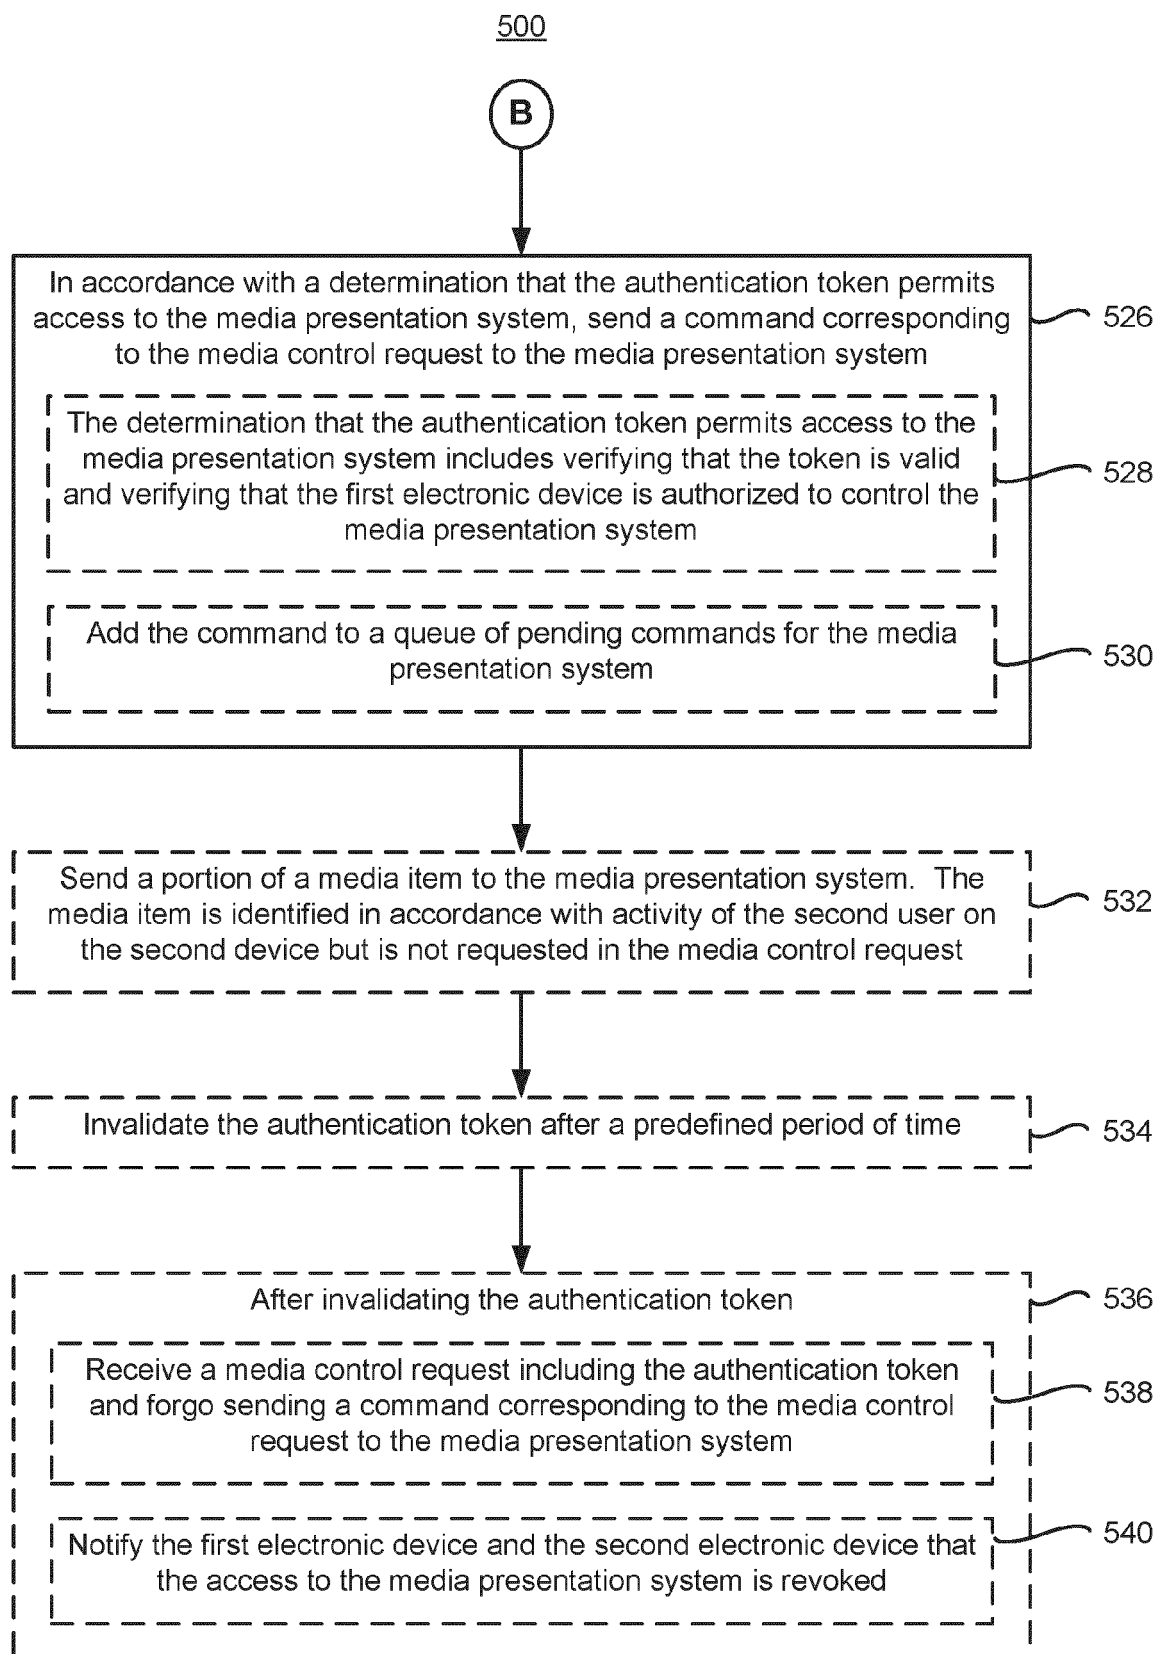 500
B
In accordance with a determination that the authentication token permits
access to the media presentation system, send a command corresponding
to the media control request to the media presentation system
526
The determination that the authentication token permits access to the
media presentation system includes verifying that the token is valid
and verifying that the first electronic device is authorized to control the
media presentation system
528
Add the command to a queue of pending commands for the media
presentation system
530
Send a portion of a media item to the media presentation system.  The
media item is identified in accordance with activity of the second user on
the second device but is not requested in the media control request
532
Invalidate the authentication token after a predefined period of time
534
After invalidating the authentication token
536
Receive a media control request including the authentication token
and forgo sending a command corresponding to the media control
request to the media presentation system
538
Notify the first electronic device and the second electronic device that
the access to the media presentation system is revoked
540